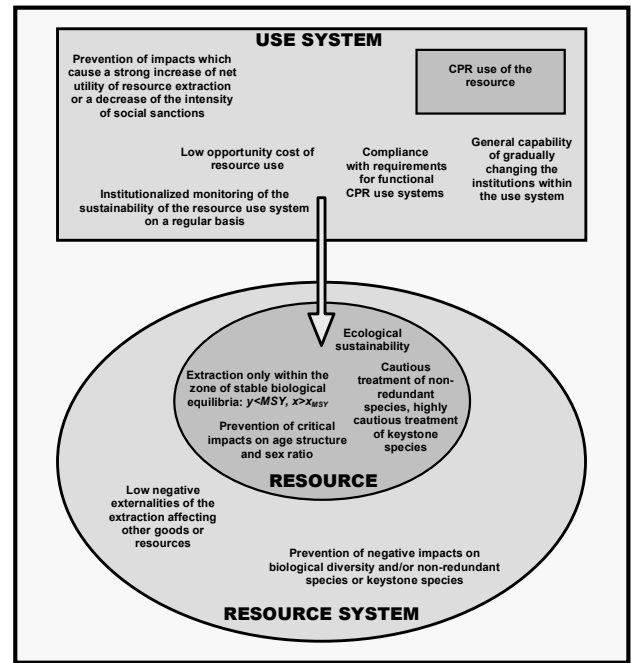 USE SYSTEM
Prevention of impacts which
cause a strong increase of net
utility of resource extraction
or a decrease of the intensity
of social sanctions
CPR use of the
resource
Low opportunity cost of
resource use
Compliance
with requirements
for functional
CPR use systems
General capability
of gradually
changing the
institutions within
the use system
Institutionalized monitoring of the
sustainability of the resource use system
on a regular basis
Ecological
sustainability
Extraction only within the
zone of stable biological
equilibria: y<MSY, x>xMSY
Cautious
treatment of non-
redundant
species, highly
cautious treatment
of keystone
species
Prevention of critical
impacts on age structure
and sex ratio
RESOURCE
Low negative
externalities of the
extraction affecting
other goods or
resources
Prevention of negative impacts on
biological diversity and/or non-redundant
species or keystone species
RESOURCE SYSTEM